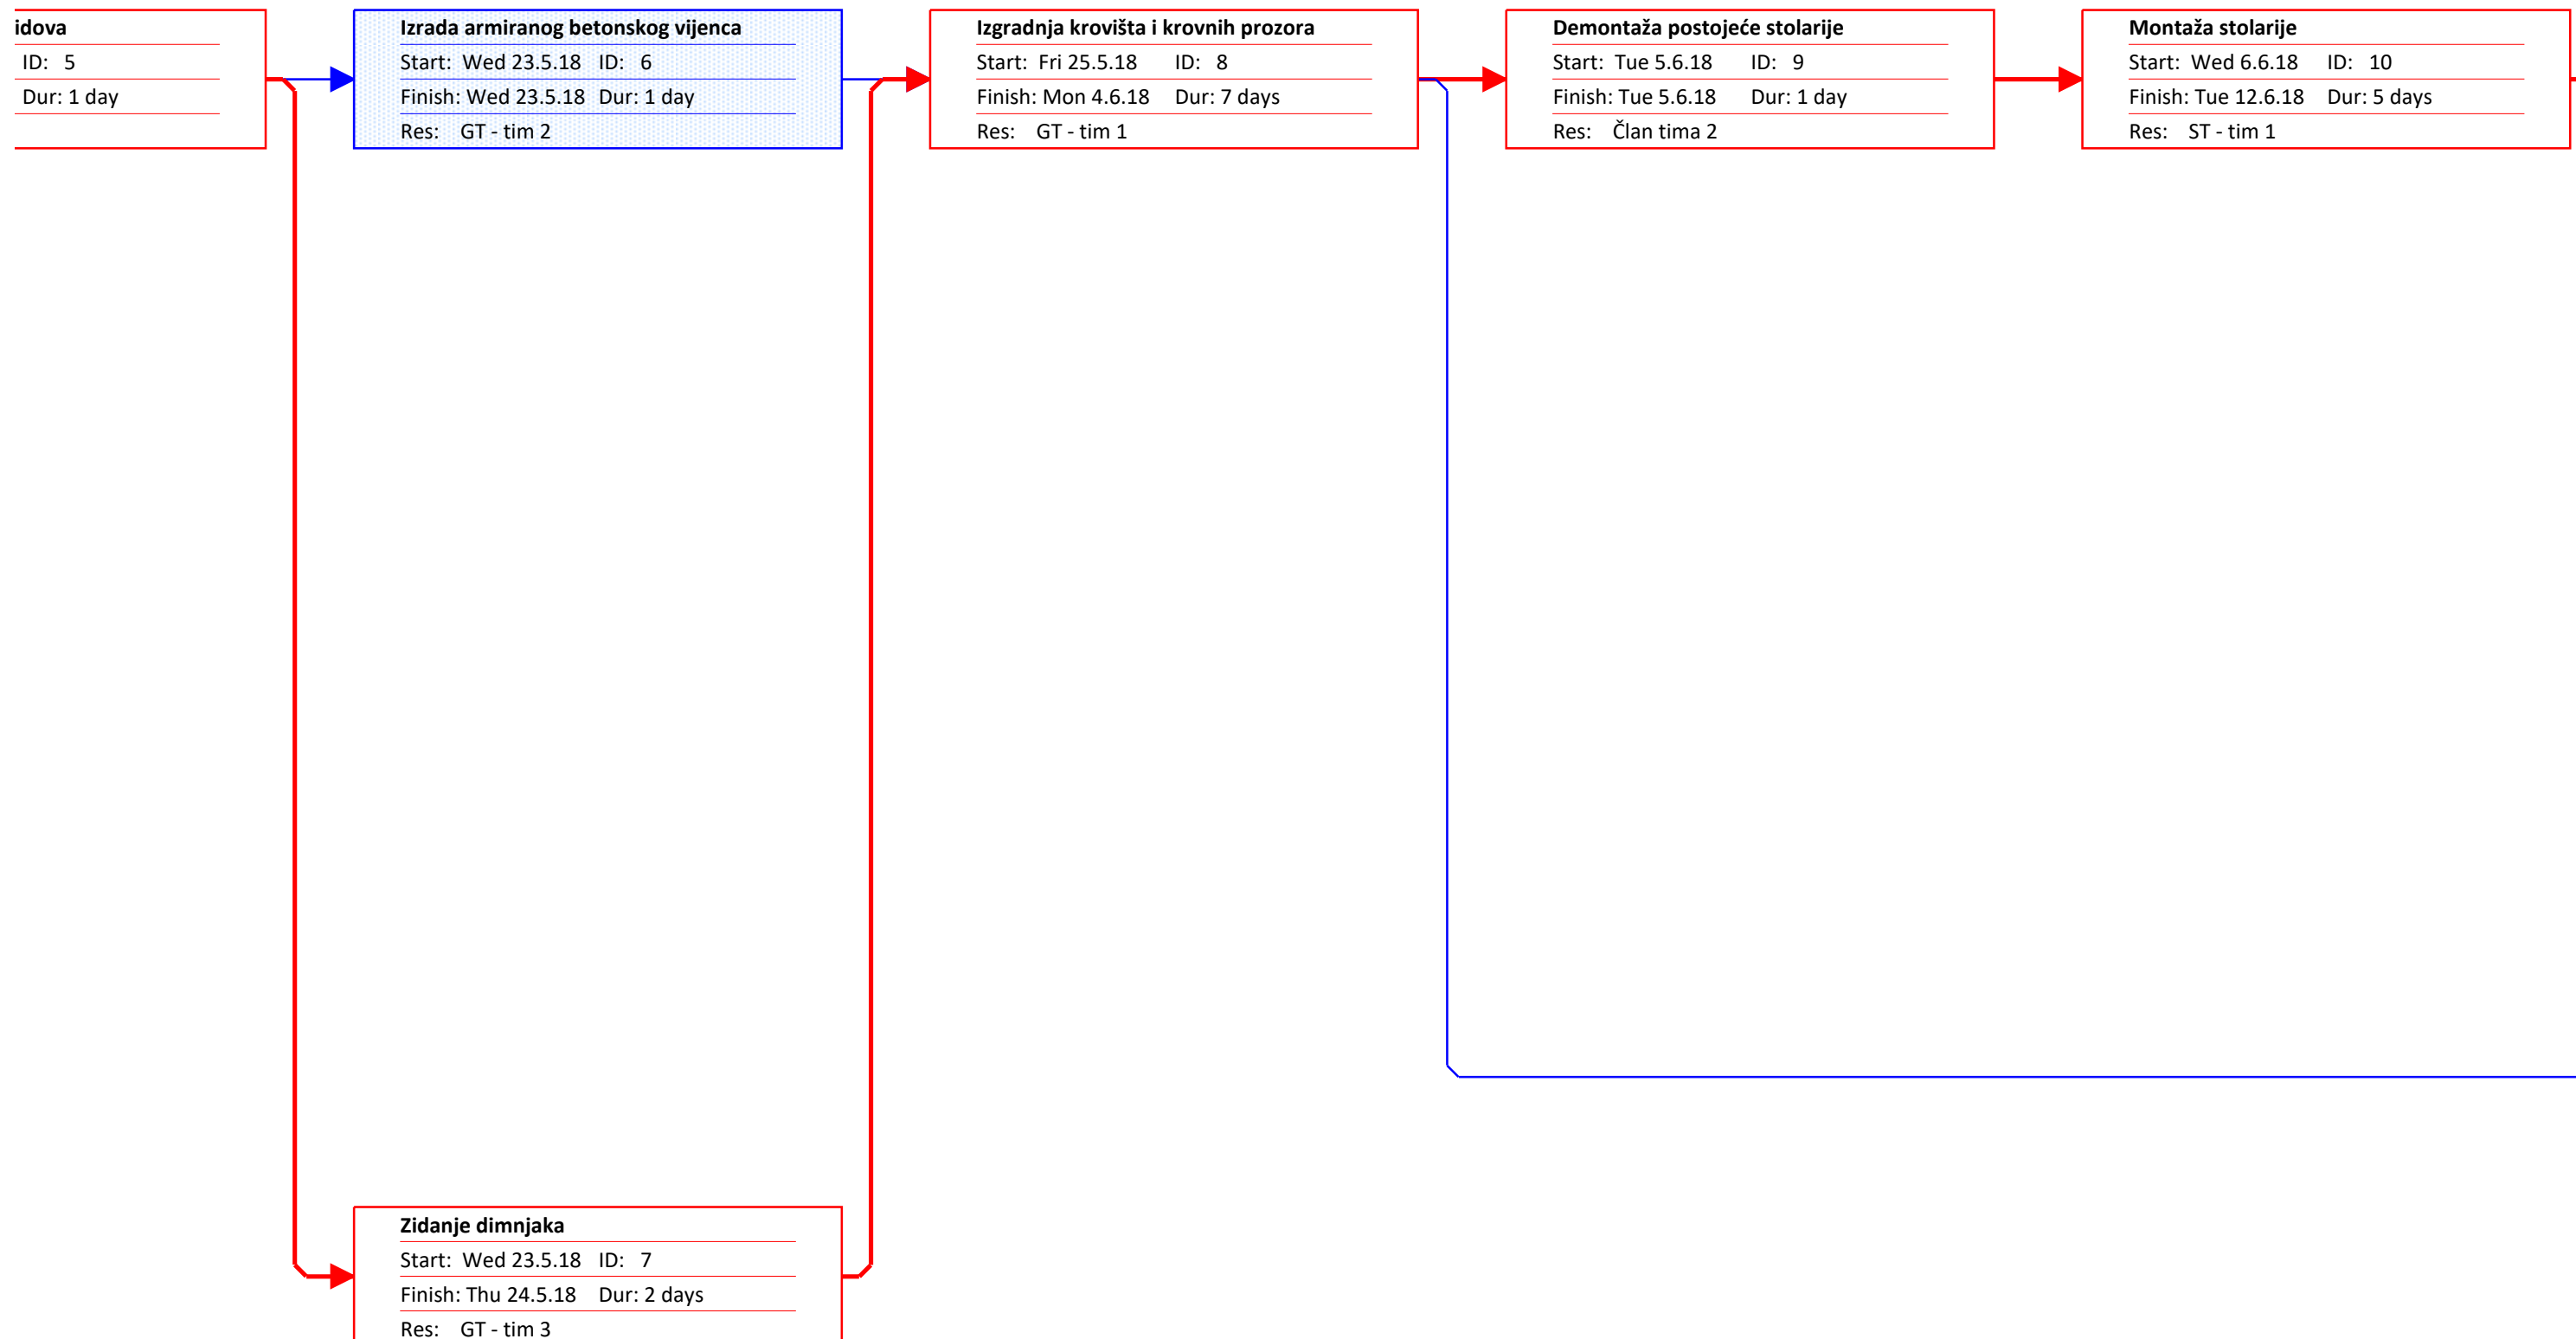 idova
ID: 5
Dur: 1 day
Izrada armiranog betonskog vijenca
Start: Wed 23.5.18 ID: 6
Finish: Wed 23.5.18 Dur: 1 day
Res: GT - tim 2
Izgradnja krovišta i krovnih prozora
Start: Fri 25.5.18 ID: 8
Finish: Mon 4.6.18 Dur: 7 days
Res: GT - tim 1
Demontaža postojeće stolarije
Start: Tue 5.6.18 ID: 9
Finish: Tue 5.6.18 Dur: 1 day
Res: Član tima 2
Montaža stolarije
Start: Wed 6.6.18 ID: 10
Finish: Tue 12.6.18 Dur: 5 days
Res: ST - tim 1
Zidanje dimnjaka
Start: Wed 23.5.18 ID: 7
Finish: Thu 24.5.18 Dur: 2 days
Res: GT - tim 3